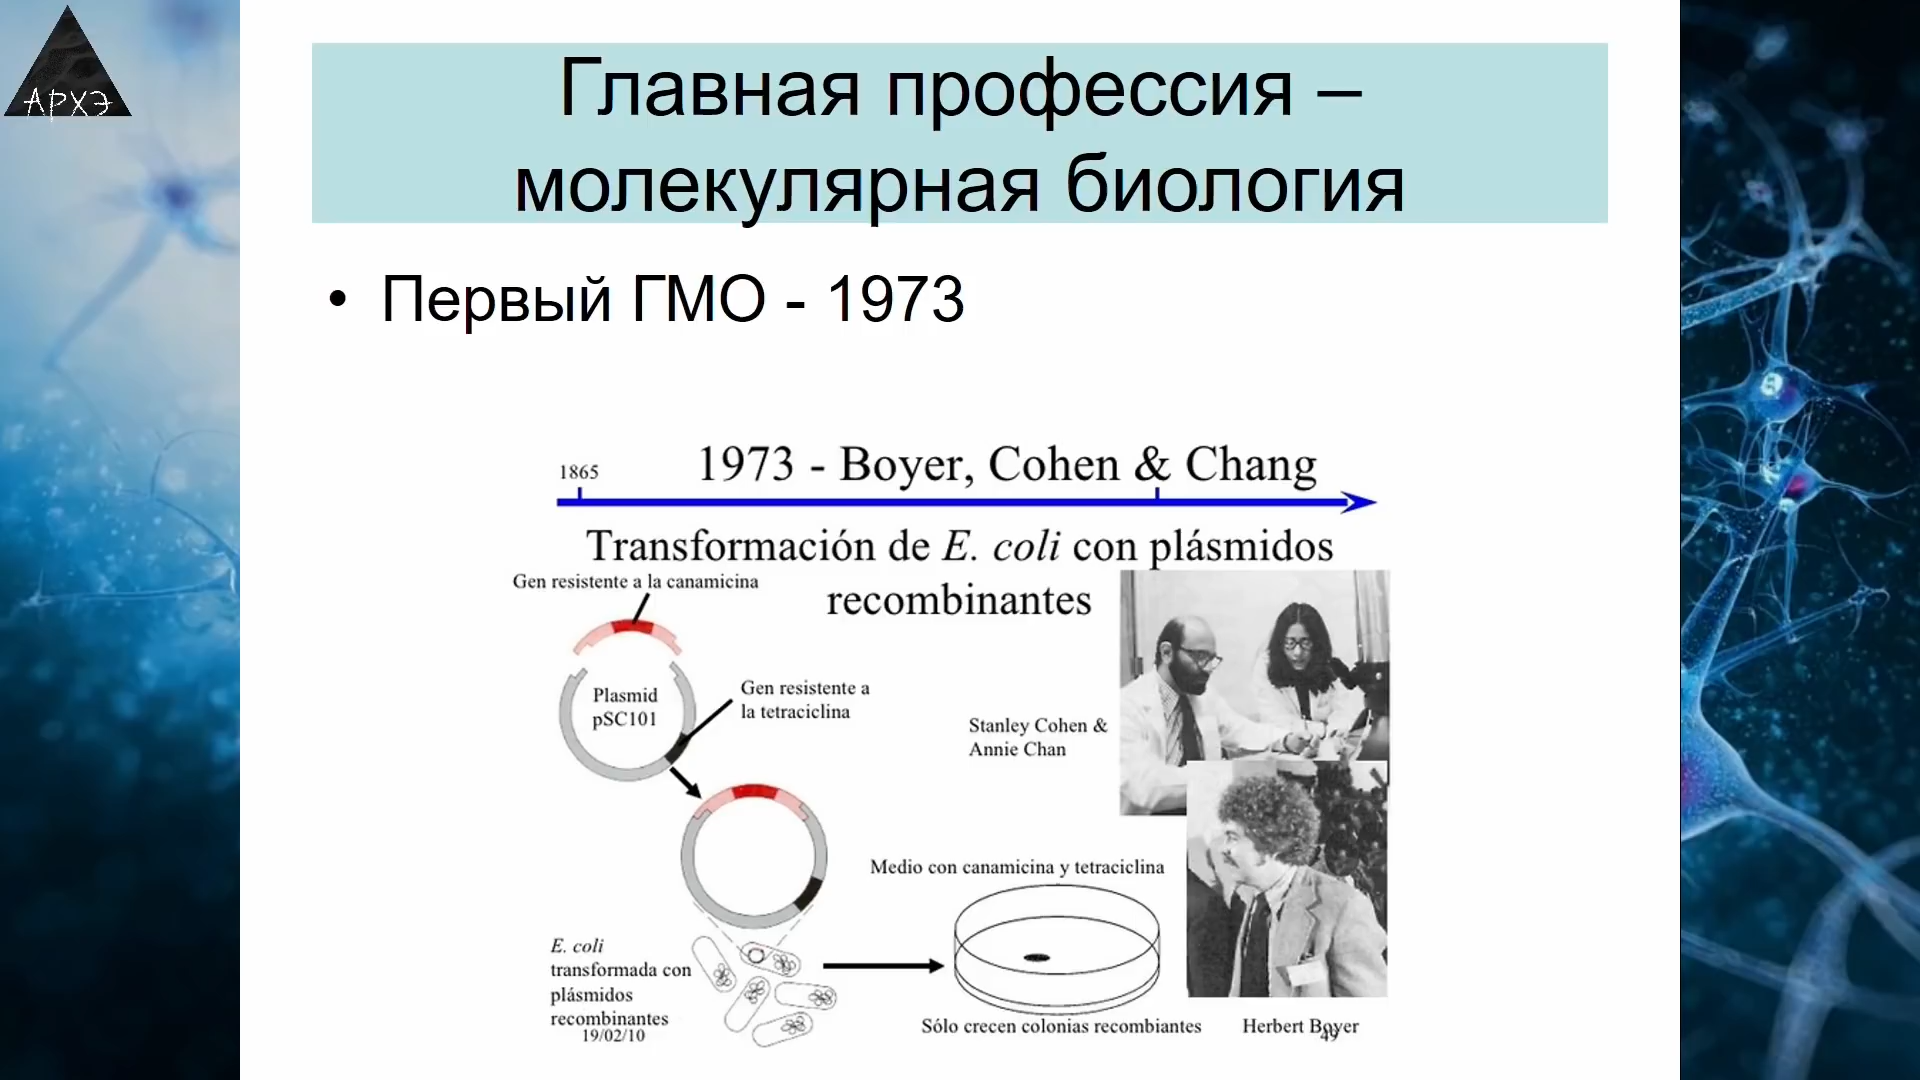 АРХЭ
Главная профессия –
молекулярная биология
• Первый ГМО - 1973
1865
1973 - Boyer, Cohen & Chang
Transformación de E. coli con plásmidos
recombinantes
Gen resistente a la canamicina
Plasmid
pSC101
Gen resistente a
la tetraciclina
Stanley Cohen &
Annie Chan
Medio con canamicina y tetraciclina
E. coli
transformada con
plásmidos
recombinantes
19/02/10
Sólo crecen colonias recombiantes
Herbert Boyer
49